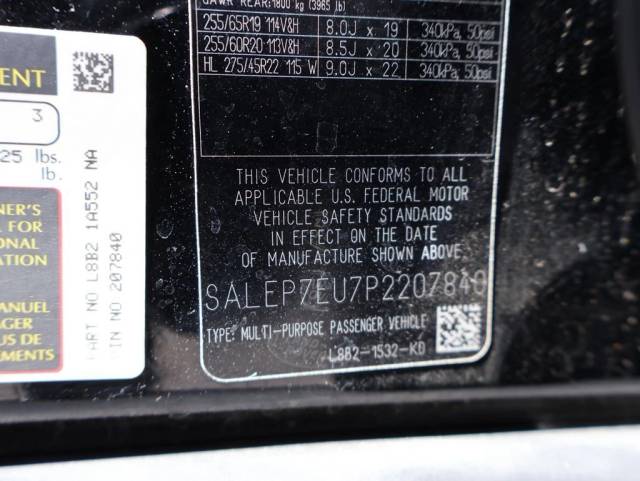 GAWR REAR:1800 kg (3965 lb)
255/65R19 114V&H 8.0J x 19 340kPa, 50psi
255/60R20 113V&H 8.5J x 20 340kPa, 50psi
HL 275/45R22 115 W 9.0J x 22 340kPa, 50psi
THIS VEHICLE CONFORMS TO ALL
APPLICABLE U.S. FEDERAL MOTOR
VEHICLE SAFETY STANDARDS
IN EFFECT ON THE DATE
OF MANUFACTURE SHOWN ABOVE
SALEP7EU7P2207840
TYPE: MULTI-PURPOSE PASSENGER VEHICLE
L8B2-1532-KD
3
25 lbs.
lb.
PART NO L8B2 1A552 NA
VIN NO 207840